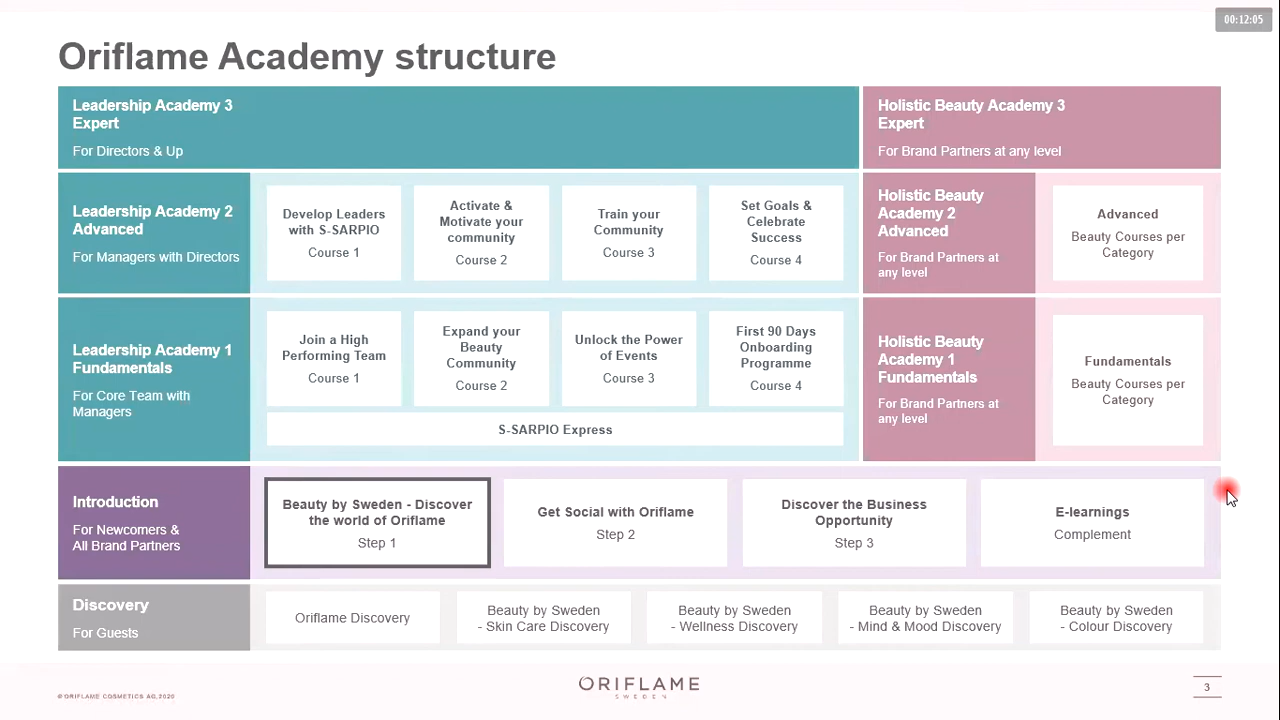 00:12:05
Oriflame Academy structure
Leadership Academy 3
Expert
For Directors & Up
Holistic Beauty Academy 3
Expert
For Brand Partners at any level
Leadership Academy 2
Advanced
For Managers with Directors
Develop Leaders
with S-SARPIO
Course 1
Activate &
Motivate your
community
Course 2
Train your
Community
Course 3
Set Goals &
Celebrate
Success
Course 4
Holistic Beauty
Academy 2
Advanced
For Brand Partners at
any level
Advanced
Beauty Courses per
Category
Leadership Academy 1
Fundamentals
For Core Team with
Managers
Join a High
Performing Team
Course 1
Expand your
Beauty
Community
Course 2
Unlock the Power
of Events
Course 3
First 90 Days
Onboarding
Programme
Course 4
S-SARPIO Express
Holistic Beauty
Academy 1
Fundamentals
For Brand Partners at
any level
Fundamentals
Beauty Courses per
Category
Introduction
For Newcomers &
All Brand Partners
Beauty by Sweden - Discover
the world of Oriflame
Step 1
Get Social with Oriflame
Step 2
Discover the Business
Opportunity
Step 3
E-learnings
Complement
Discovery
For Guests
Oriflame Discovery
Beauty by Sweden
- Skin Care Discovery
Beauty by Sweden
- Wellness Discovery
Beauty by Sweden
- Mind & Mood Discovery
Beauty by Sweden
- Colour Discovery
© ORIFLAME COSMETICS AG, 2020
ORIFLAME
SWEDEN
3